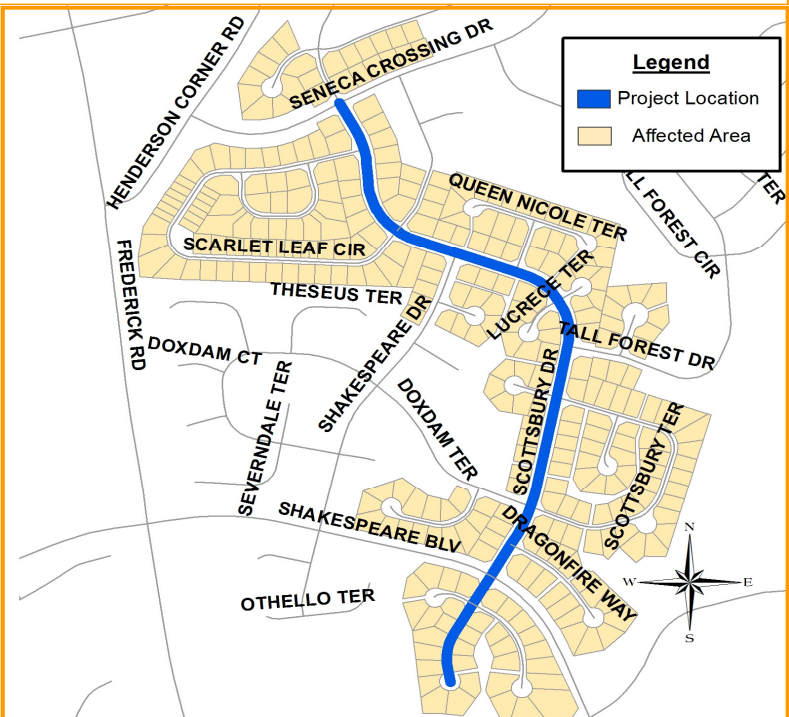 HENDERSON CORNER RD
SENECA CROSSING DR
Legend
Project Location
Affected Area
TER
LL FOREST CIR
QUEEN NICOLE TER
SCARLET LEAF CIR
FREDERICK RD
THESEUS TER
LUCRECE TER
TALL FOREST DR
DOXDAM CT
SHAKESPEARE DR
SEVERNDALE TER
DOXDAM TER
SCOTTSBURY DR
SCOTTSBURY TER
SHAKESPEARE BLV
DRAGONFIRE WAY
OTHELLO TER
N
W
E
S